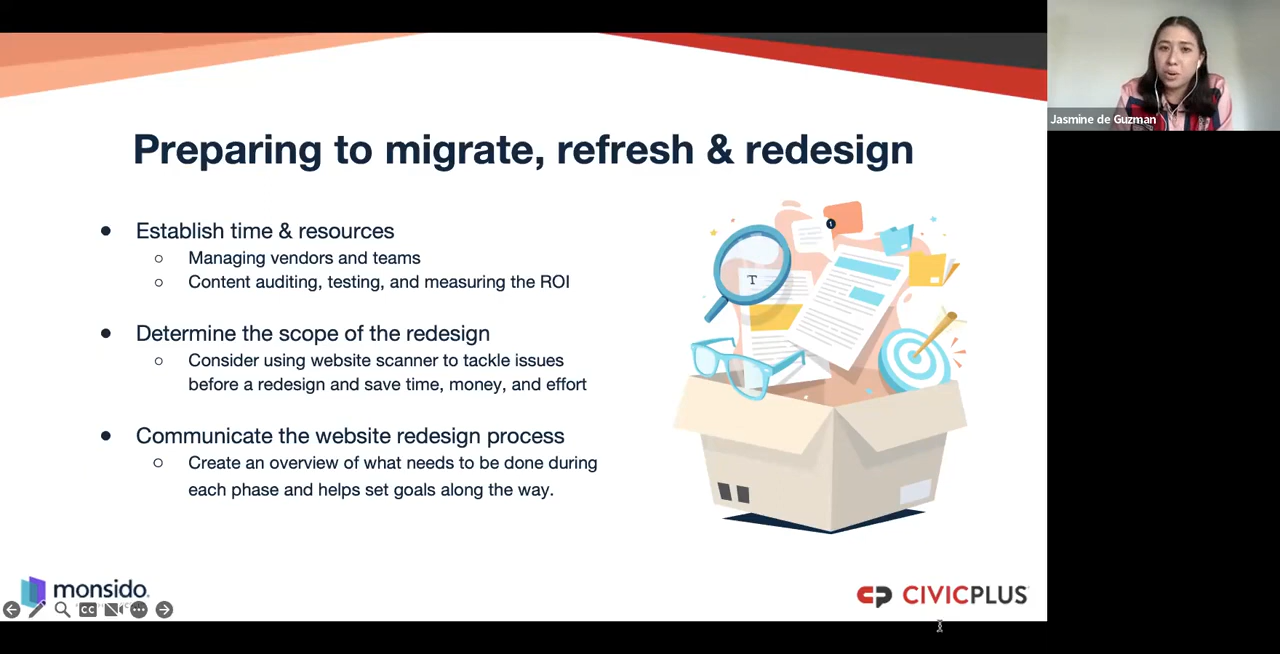 Preparing to migrate, refresh & redesign
Establish time & resources
Managing vendors and teams
Content auditing, testing, and measuring the ROI
Determine the scope of the redesign
Consider using website scanner to tackle issues
before a redesign and save time, money, and effort
Communicate the website redesign process
Create an overview of what needs to be done during
each phase and helps set goals along the way.
T
1
monsido
CC
CP CIVICPLUS
Jasmine de Guzman